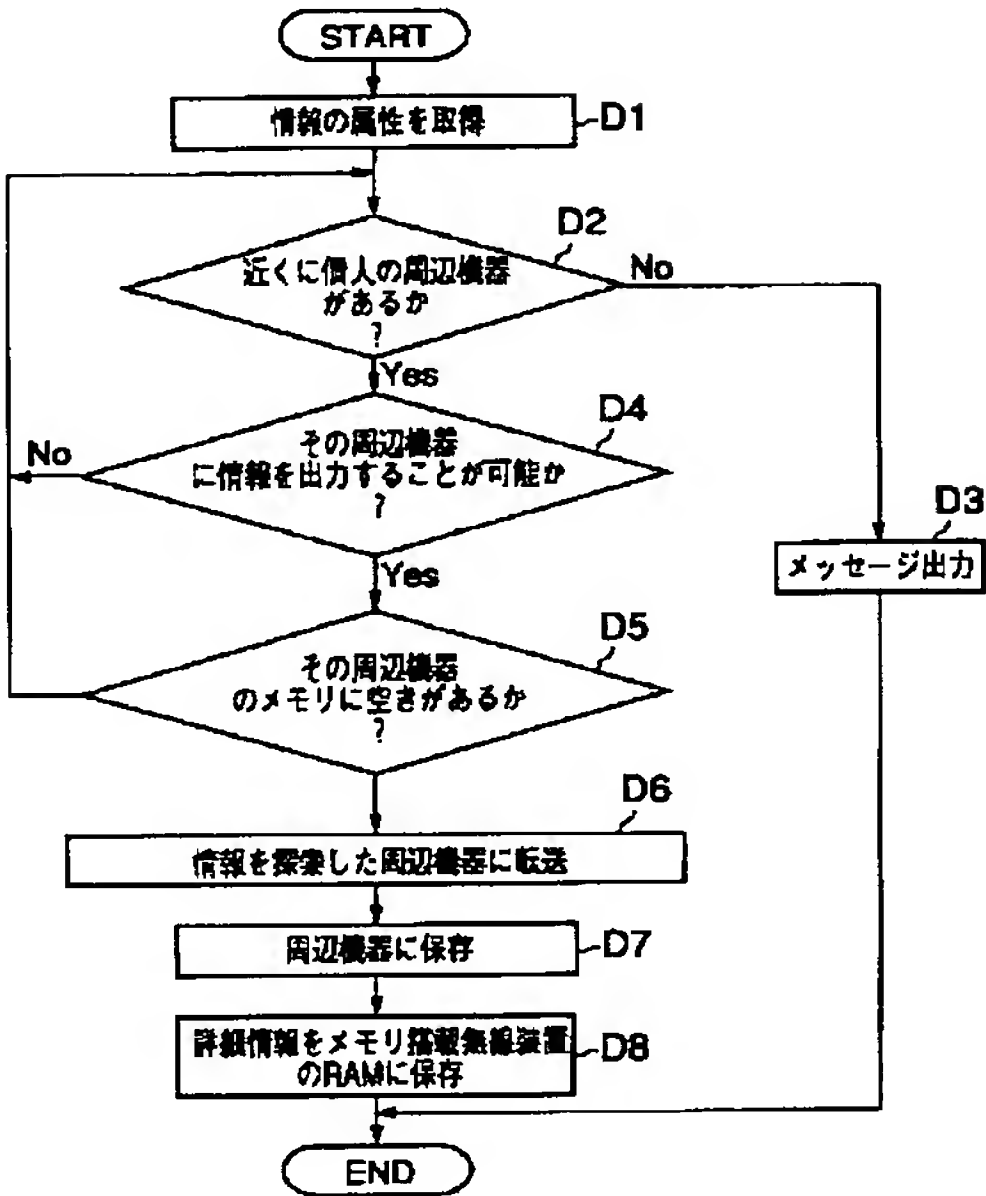 START
情報の属性を取得
D1
D2
近くに個人の周辺機器
があるか
?
No
Yes
D4
その周辺機器
に情報を出力することが可能か
?
No
Yes
D3
メッセージ出力
D5
その周辺機器
のメモリに空きがあるか
?
D6
情報を探索した周辺機器に転送
周辺機器に保存
D7
詳細情報をメモリ搭載無線装置
のRAMに保存
D8
END